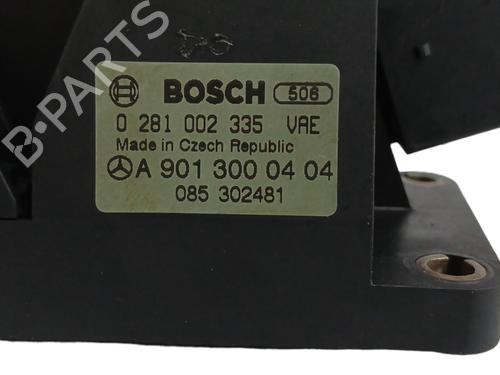 B-PARTS
BOSCH 506
0 281 002 335 VAE
Made in Czech Republic
A 901 300 04 04
085 302481